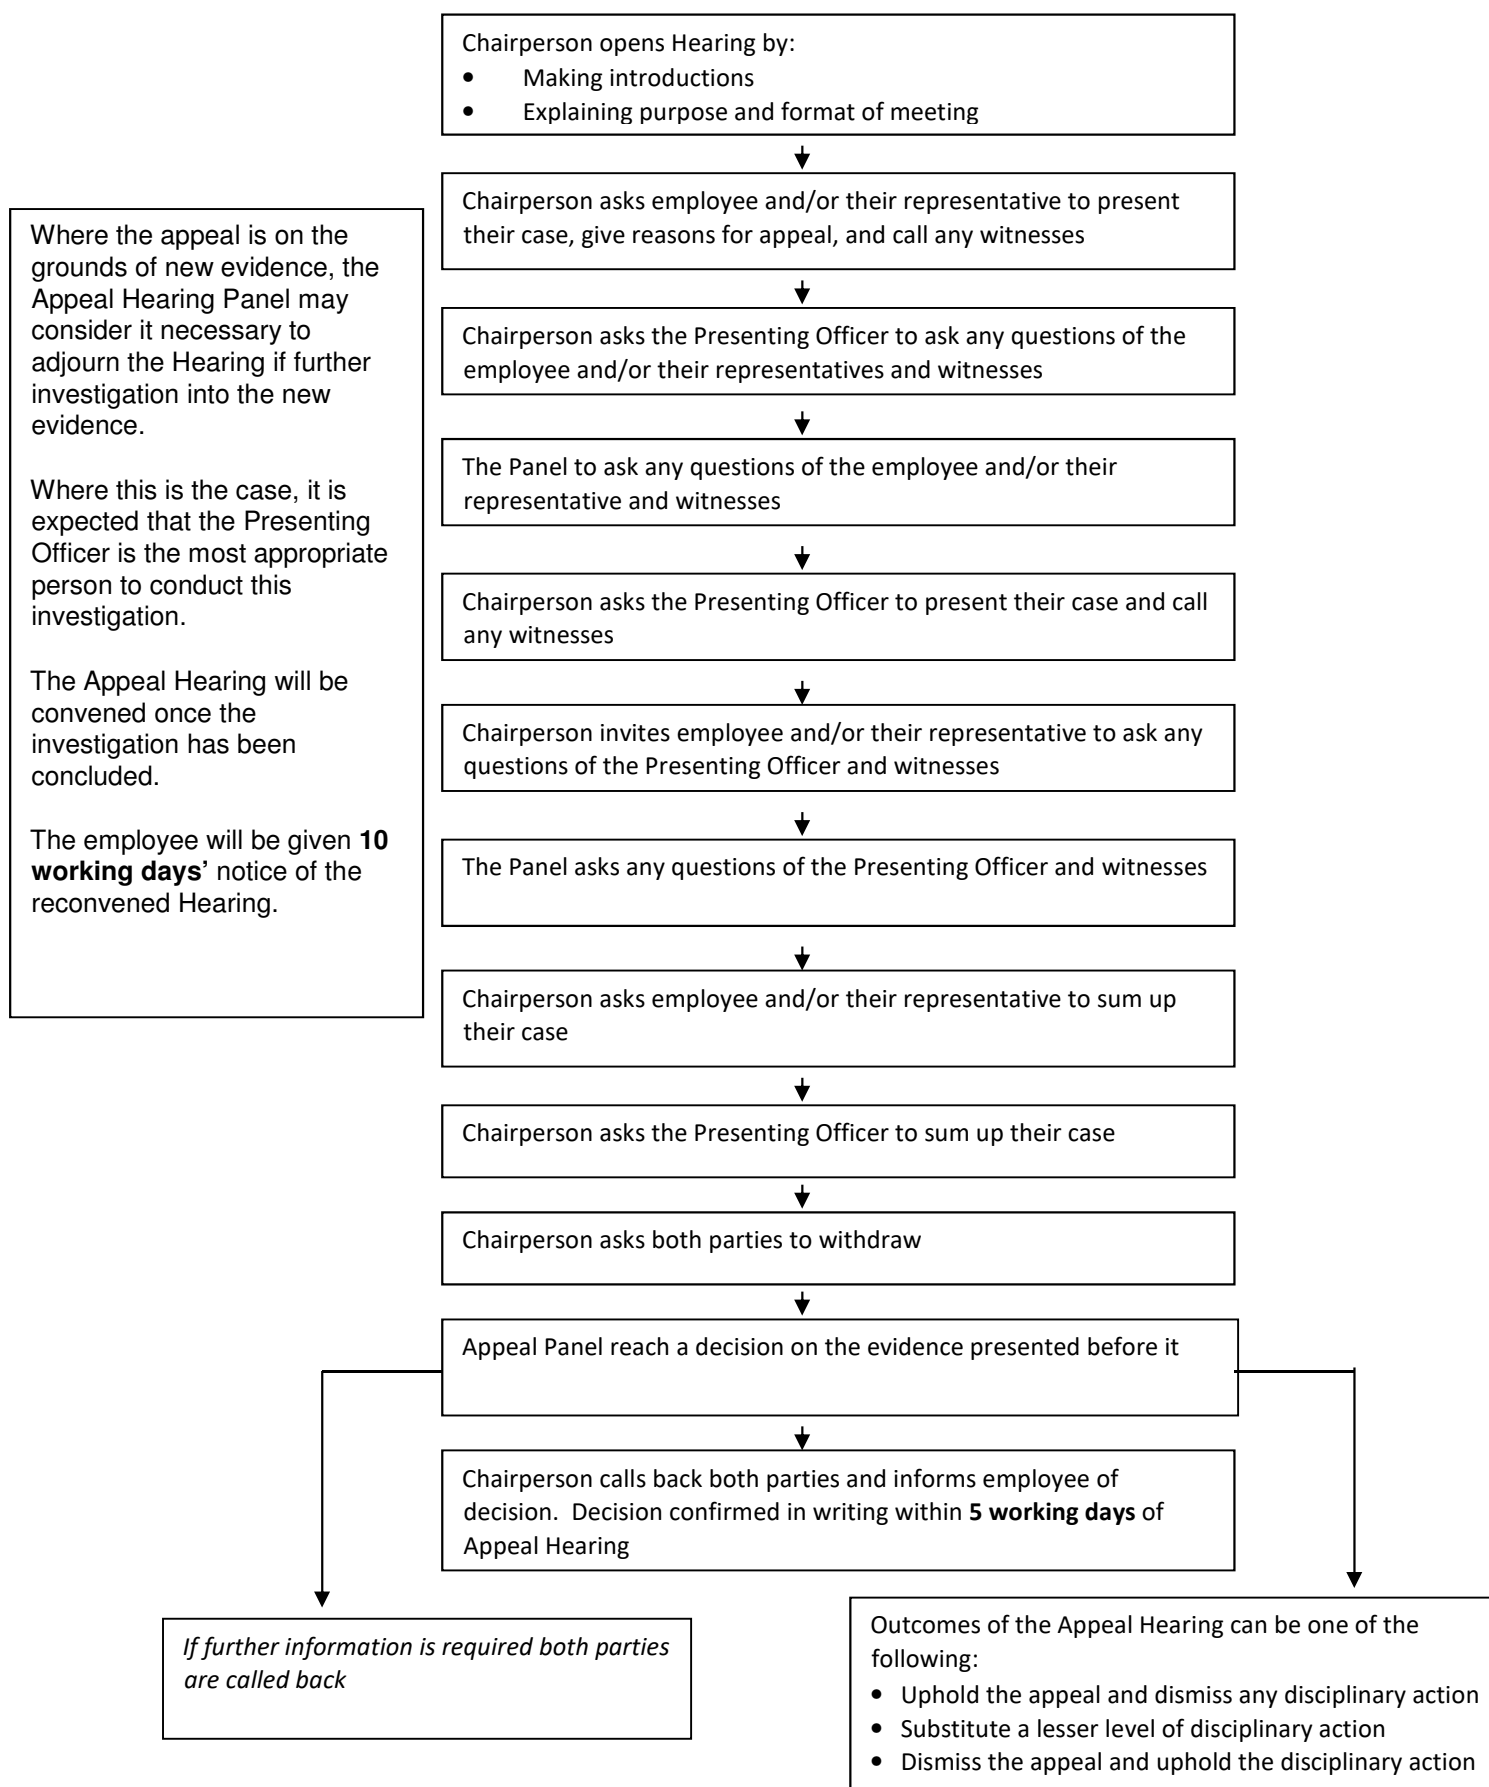 Chairperson opens Hearing by:
• Making introductions
• Explaining purpose and format of meeting
Chairperson asks employee and/or their representative to present
their case, give reasons for appeal, and call any witnesses
Where the appeal is on the
grounds of new evidence, the
Appeal Hearing Panel may
consider it necessary to
adjourn the Hearing if further
investigation into the new
evidence.
Where this is the case, it is
expected that the Presenting
Officer is the most appropriate
person to conduct this
investigation.
The Appeal Hearing will be
convened once the
investigation has been
concluded.
The employee will be given 10
working days’ notice of the
reconvened Hearing.
Chairperson asks the Presenting Officer to ask any questions of the
employee and/or their representatives and witnesses
The Panel to ask any questions of the employee and/or their
representative and witnesses
Chairperson asks the Presenting Officer to present their case and call
any witnesses
Chairperson invites employee and/or their representative to ask any
questions of the Presenting Officer and witnesses
The Panel asks any questions of the Presenting Officer and witnesses
Chairperson asks employee and/or their representative to sum up
their case
Chairperson asks the Presenting Officer to sum up their case
Chairperson asks both parties to withdraw
Appeal Panel reach a decision on the evidence presented before it
Chairperson calls back both parties and informs employee of
decision. Decision confirmed in writing within 5 working days of
Appeal Hearing
If further information is required both parties
are called back
Outcomes of the Appeal Hearing can be one of the
following:
• Uphold the appeal and dismiss any disciplinary action
• Substitute a lesser level of disciplinary action
• Dismiss the appeal and uphold the disciplinary action